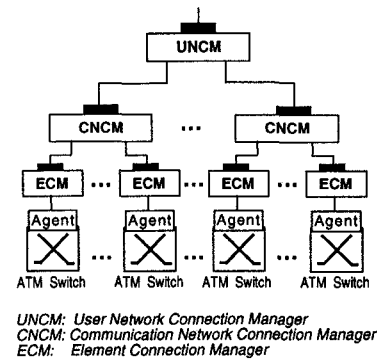 UNCM
CNCM ... CNCM
ECM ... ECM ... ECM ... ECM
Agent Agent Agent Agent
... ... ...
ATM Switch ATM Switch ATM Switch ATM Switch
UNCM: User Network Connection Manager
CNCM: Communication Network Connection Manager
ECM: Element Connection Manager